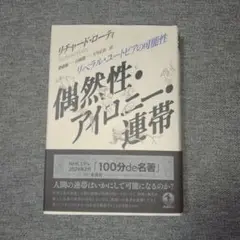 リチャード・ローティ
リベラル・ユートピアの可能性
偶然性・
アイロニー・
連帯
「100分de名著」
人間の連帯はいかにして可能になるのか?